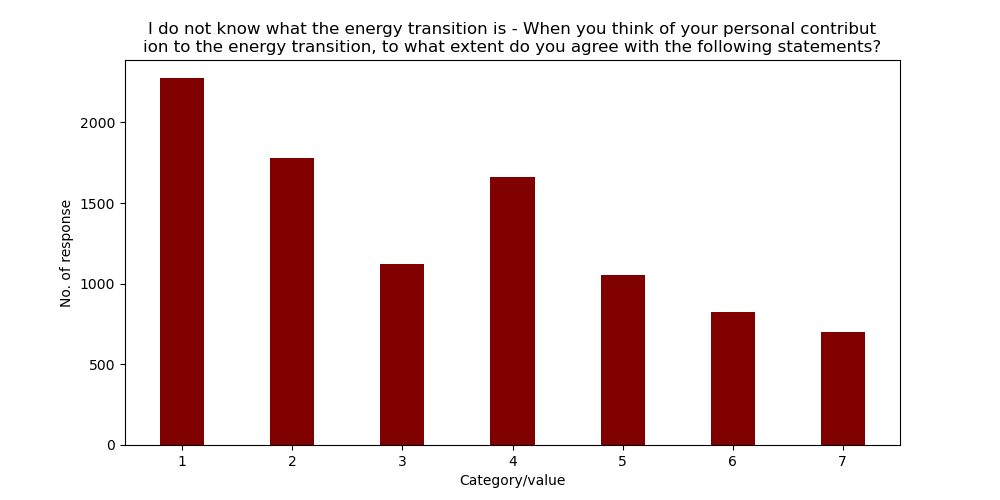 I do not know what the energy transition is - When you think of your personal contribut
ion to the energy transition, to what extent do you agree with the following statements?
No. of response
2000
1500
1000
500
0
1 2 3 4 5 6 7
Category/value